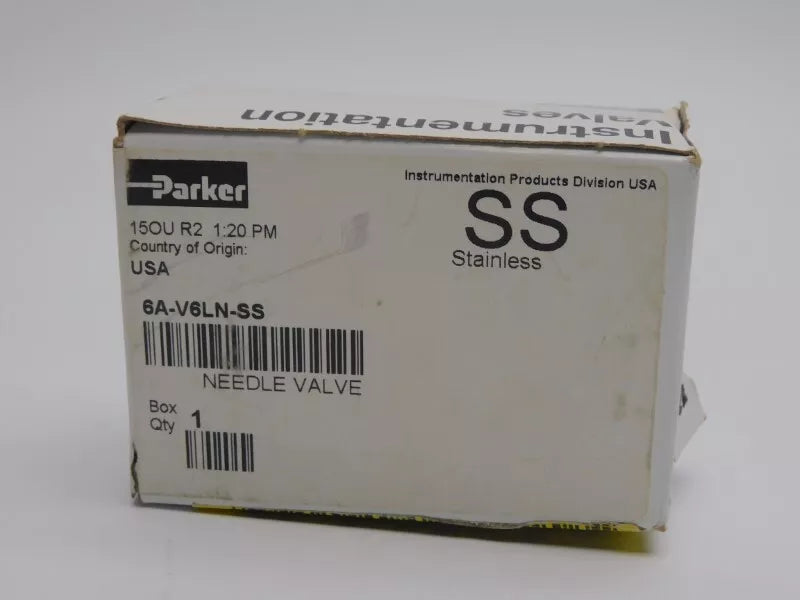 Instrumentation
Valves
Parker
Instrumentation Products Division USA
15OU R2 1:20 PM
Country of Origin:
USA
SS
Stainless
6A-V6LN-SS
NEEDLE VALVE
Box
Qty 1